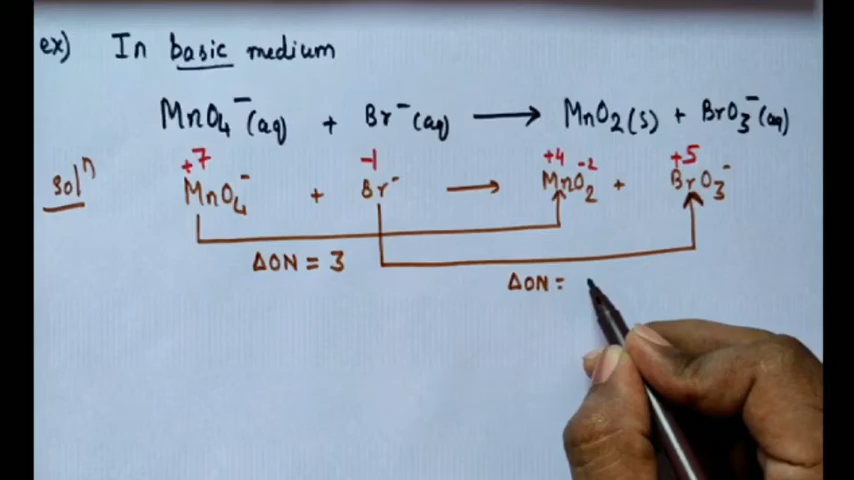 ex) In basic medium
MnO₄⁻(aq) + Br⁻(aq) ⟶ MnO₂(s) + BrO₃⁻(aq)
+7 -1 +4 -2 +5
Solⁿ MnO₄⁻ + Br⁻ ⟶ MnO₂ + BrO₃⁻
ΔON = 3
ΔON =